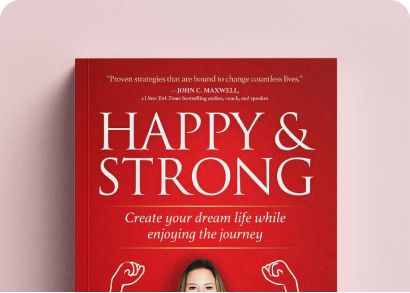 "Proven strategies that are bound to change countless lives."
—JOHN C. MAXWELL,
#1 New York Times bestselling author, coach, and speaker
HAPPY &
STRONG
Create your dream life while
enjoying the journey